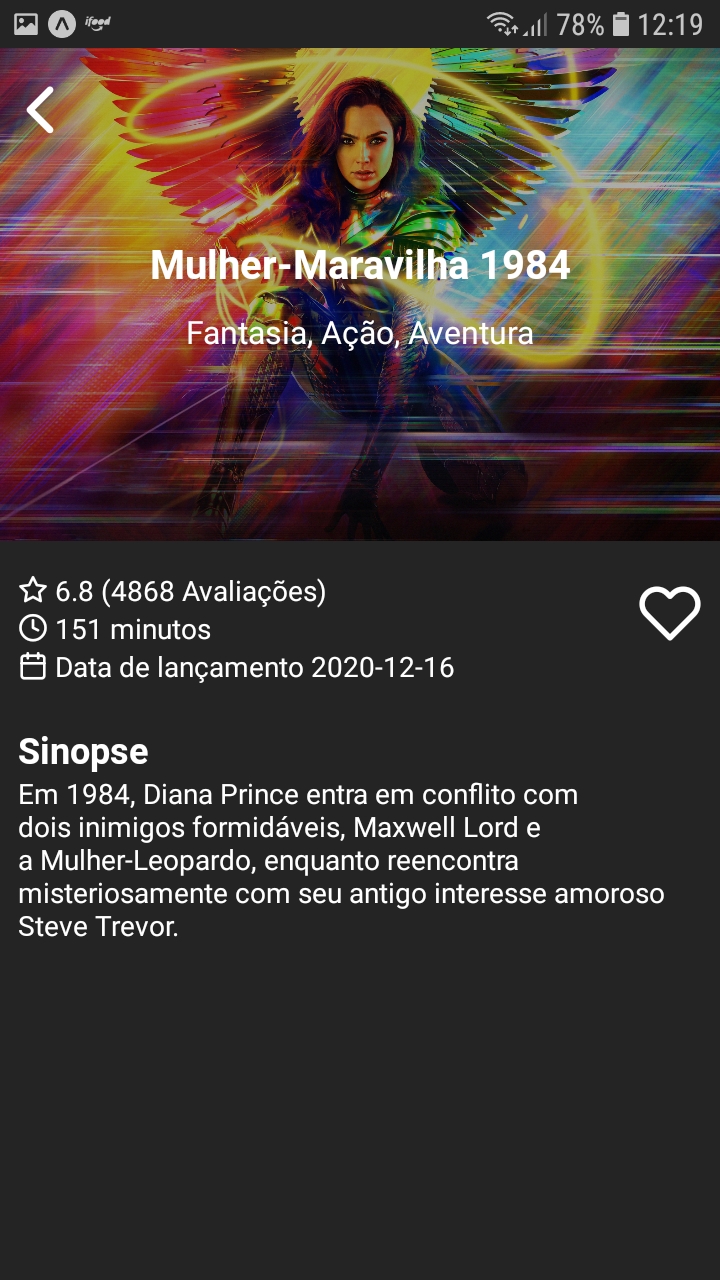 ifood 78% 12:19
Mulher-Maravilha 1984
Fantasia, Ação, Aventura
6.8 (4868 Avaliações)
151 minutos
Data de lançamento 2020-12-16
Sinopse
Em 1984, Diana Prince entra em conflito com
dois inimigos formidáveis, Maxwell Lord e
a Mulher-Leopardo, enquanto reencontra
misteriosamente com seu antigo interesse amoroso
Steve Trevor.